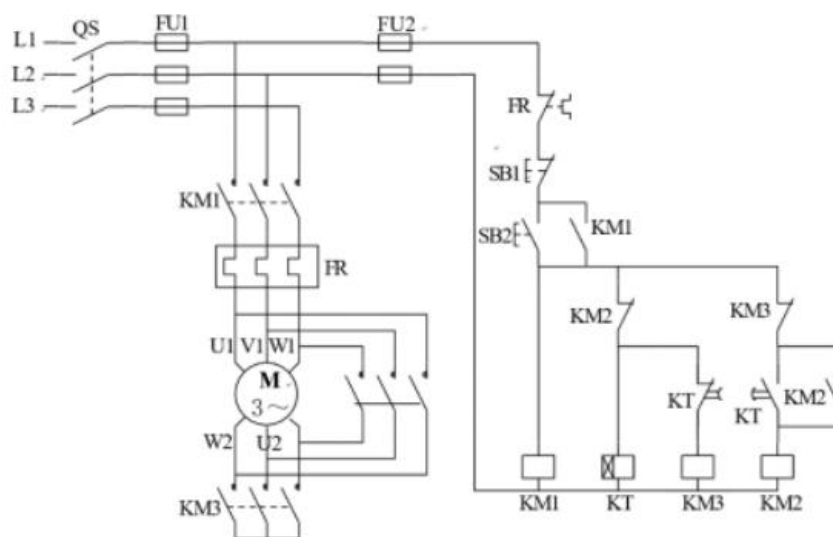 QS FU1 FU2
L1
L2
L3
FR
SB1
KM1
SB2 KM1
FR
KM2 KM3
U1 V1 W1
M
3～
KT KT KM2
W2 U2
KM1 KT KM3 KM2
KM3